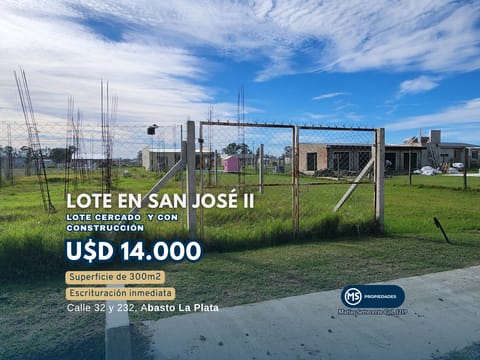 LOTE EN SAN JOSÉ II
LOTE CERCADO Y CON
CONSTRUCCIÓN
U$D 14.000
Superficie de 300m2
Escrituración inmediata
Calle 32 y 232, Abasto La Plata
MS PROPIEDADES